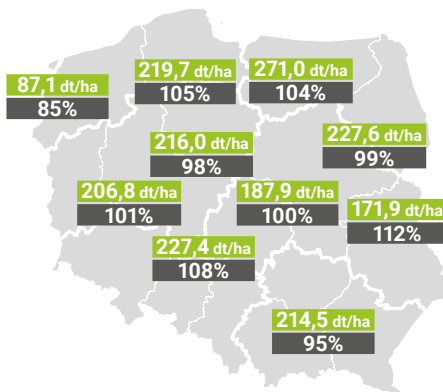 219,7 dt/ha
105%
271,0 dt/ha
104%
87,1 dt/ha
85%
216,0 dt/ha
98%
227,6 dt/ha
99%
206,8 dt/ha
101%
187,9 dt/ha
100%
171,9 dt/ha
112%
227,4 dt/ha
108%
214,5 dt/ha
95%